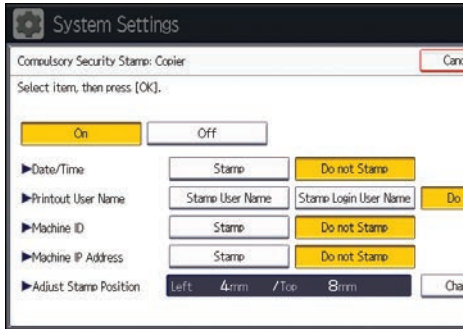 System Settings
Compulsory Security Stamp: Copier
Select item, then press [OK].
On Off
►Date/Time Stamp Do not Stamp
►Printout User Name Stamp User Name Stamp Login User Name Do
►Machine ID Stamp Do not Stamp
►Machine IP Address Stamp Do not Stamp
►Adjust Stamp Position Left 4mm /Top 8mm